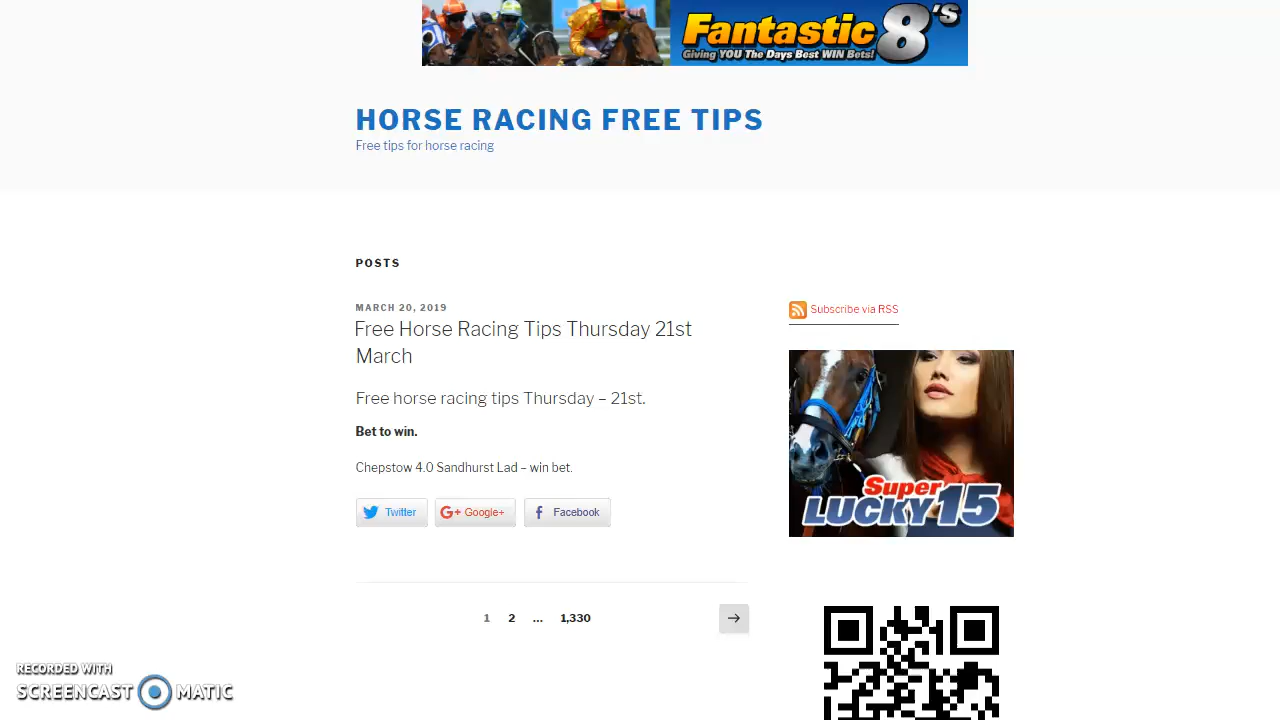 Fantastic 8's
Giving YOU The Days Best WIN Bets!
HORSE RACING FREE TIPS
Free tips for horse racing
POSTS
MARCH 20, 2019
Free Horse Racing Tips Thursday 21st
March
Free horse racing tips Thursday – 21st.
Bet to win.
Chepstow 4.0 Sandhurst Lad – win bet.
Twitter
G+ Google+
Facebook
1 2 … 1,330
Subscribe via RSS
Super
LUCKY 15
RECORDED WITH
SCREENCAST MATIC